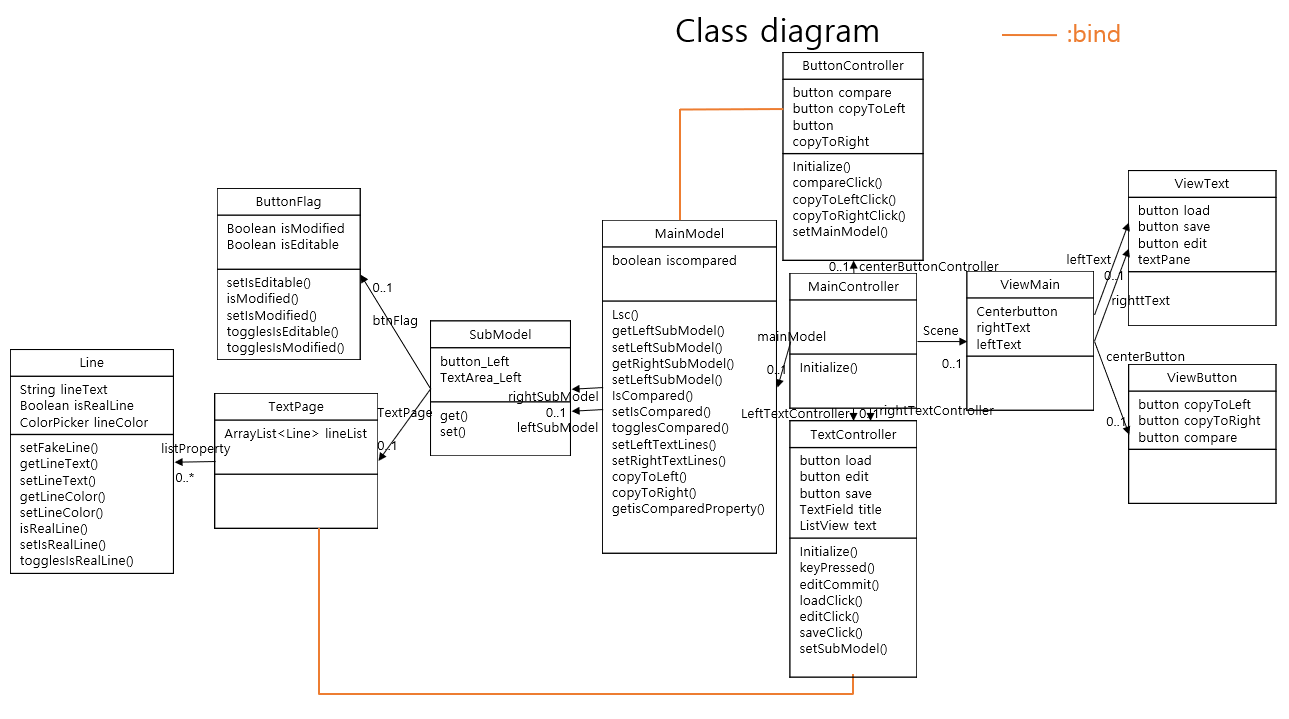 Class diagram
:bind
ButtonController
button compare
button copyToLeft
button
copyToRight
Initialize()
compareClick()
copyToLeftClick()
copyToRightClick()
setMainModel()
ViewText
button load
button save
button edit
textPane
ButtonFlag
Boolean isModified
Boolean isEditable
setIsEditable()
isModified()
setIsModified()
togglesIsEditable()
togglesIsModified()
MainModel
boolean iscompared
Lsc()
getLeftSubModel()
setLeftSubModel()
getRightSubModel()
setLeftSubModel()
IsCompared()
setIsCompared()
togglesCompared()
setLeftTextLines()
setRightTextLines()
copyToLeft()
copyToRight()
getisComparedProperty()
0..1
centerButtonController
MainController
Initialize()
mainModel
0..1
Scene
0..1
ViewMain
Centerbutton
rightText
leftText
leftText
0..1
righttText
centerButton
0..1
ViewButton
button copyToLeft
button copyToRight
button compare
0..1
btnFlag
SubModel
button_Left
TextArea_Left
get()
set()
rightSubModel
0..1
leftSubModel
LeftTextController
0..1
rightTextController
TextController
button load
button edit
button save
TextField title
ListView text
Initialize()
keyPressed()
editCommit()
loadClick()
editClick()
saveClick()
setSubModel()
Line
String lineText
Boolean isRealLine
ColorPicker lineColor
setFakeLine()
getLineText()
setLineText()
getLineColor()
setLineColor()
isRealLine()
setIsRealLine()
togglesIsRealLine()
listProperty
0..*
TextPage
ArrayList<Line> lineList
TextPage
0..1